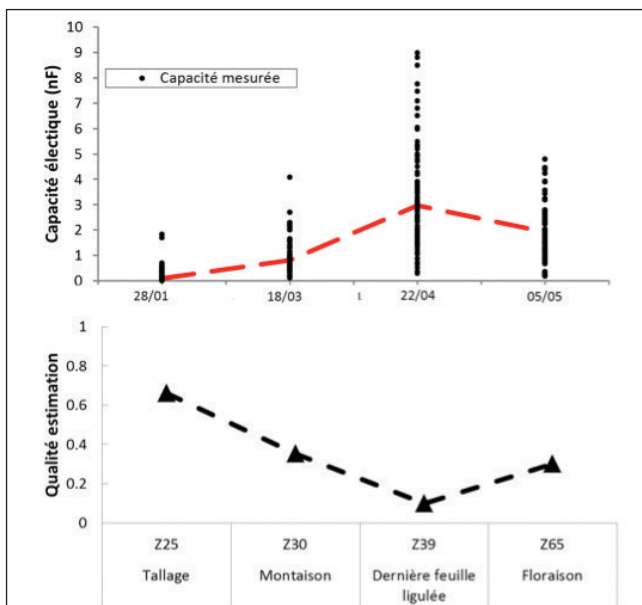 Capacité électique (nF)
10
9
8
7
6
5
4
3
2
1
0
Capacité mesurée
28/01
18/03
22/04
05/05
Qualité estimation
1
0.8
0.6
0.4
0.2
0
Z25
Z30
Z39
Z65
Tallage
Montaison
Dernière feuille
ligulée
Floraison